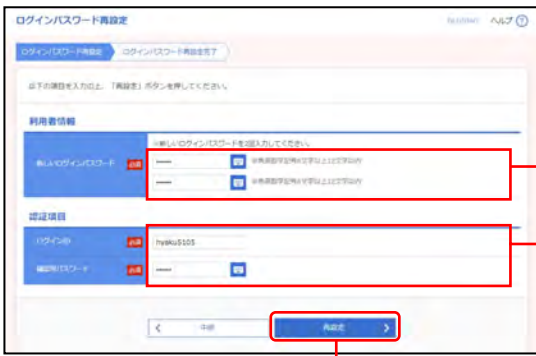 ログインパスワード再設定
ヘルプ ?
ログインパスワード再設定
ログインパスワード再設定完了
以下の項目を入力の上、「再設定」ボタンを押してください。
利用者情報
※新しいログインパスワードを2回入力してください。
新しいログインパスワード 必須
※英数字記号6文字以上12文字以内
※英数字記号6文字以上12文字以内
認証項目
ログインID 必須 hyaku5105
確認用パスワード 必須
中断
再設定